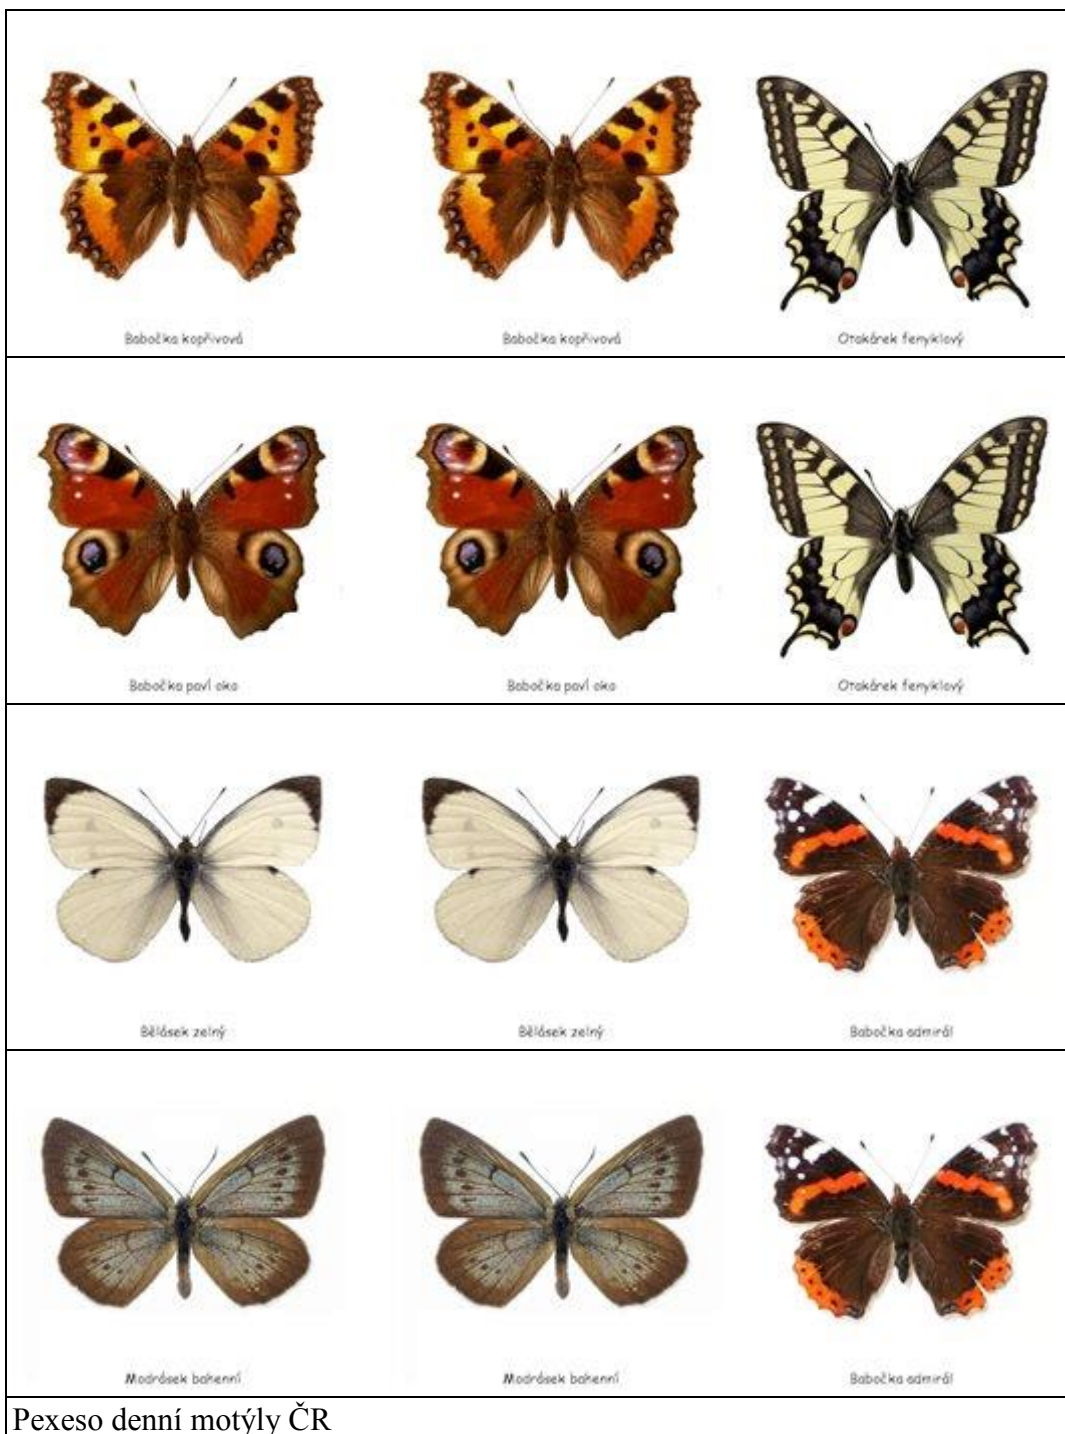 Babočka kopřivová
Babočka kopřivová
Otakárek fenyklový
Babočka paví oko
Babočka paví oko
Otakárek fenyklový
Bělásek zelný
Bělásek zelný
Babočka admirál
Modrásek bahenní
Modrásek bahenní
Babočka admirál
Pexeso denní motýly ČR